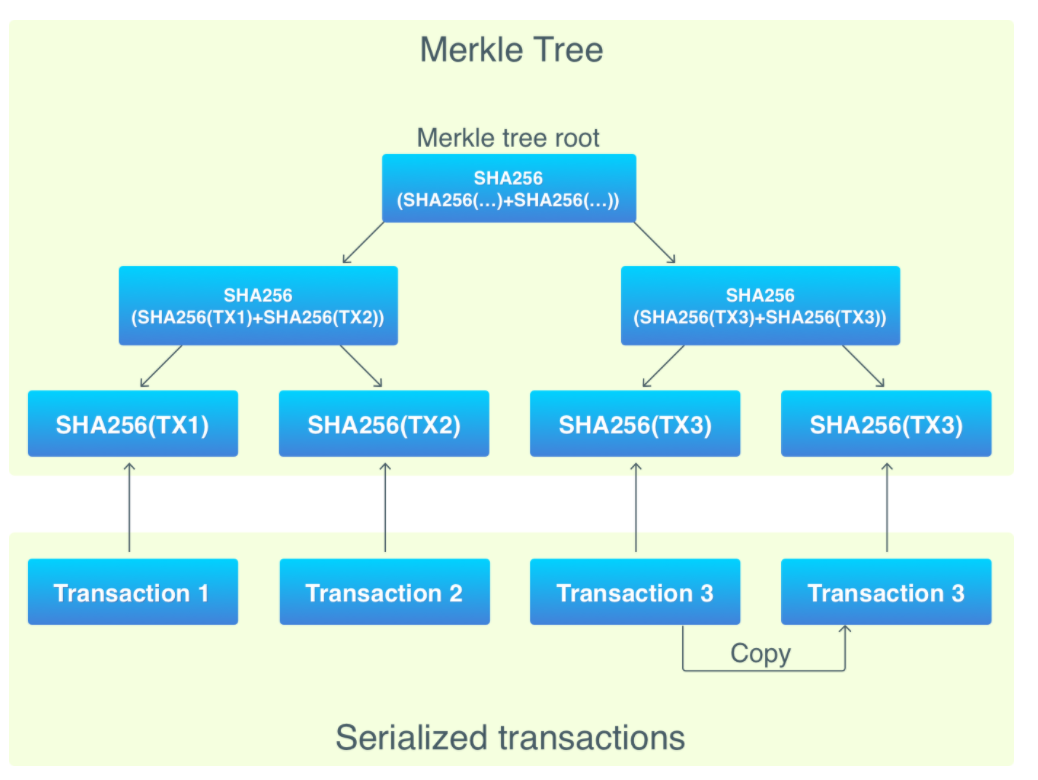 Merkle Tree
Merkle tree root
SHA256
(SHA256(...)+SHA256(...))
SHA256
(SHA256(TX1)+SHA256(TX2))
SHA256
(SHA256(TX3)+SHA256(TX3))
SHA256(TX1)
SHA256(TX2)
SHA256(TX3)
SHA256(TX3)
Transaction 1
Transaction 2
Transaction 3
Transaction 3
Copy
Serialized transactions